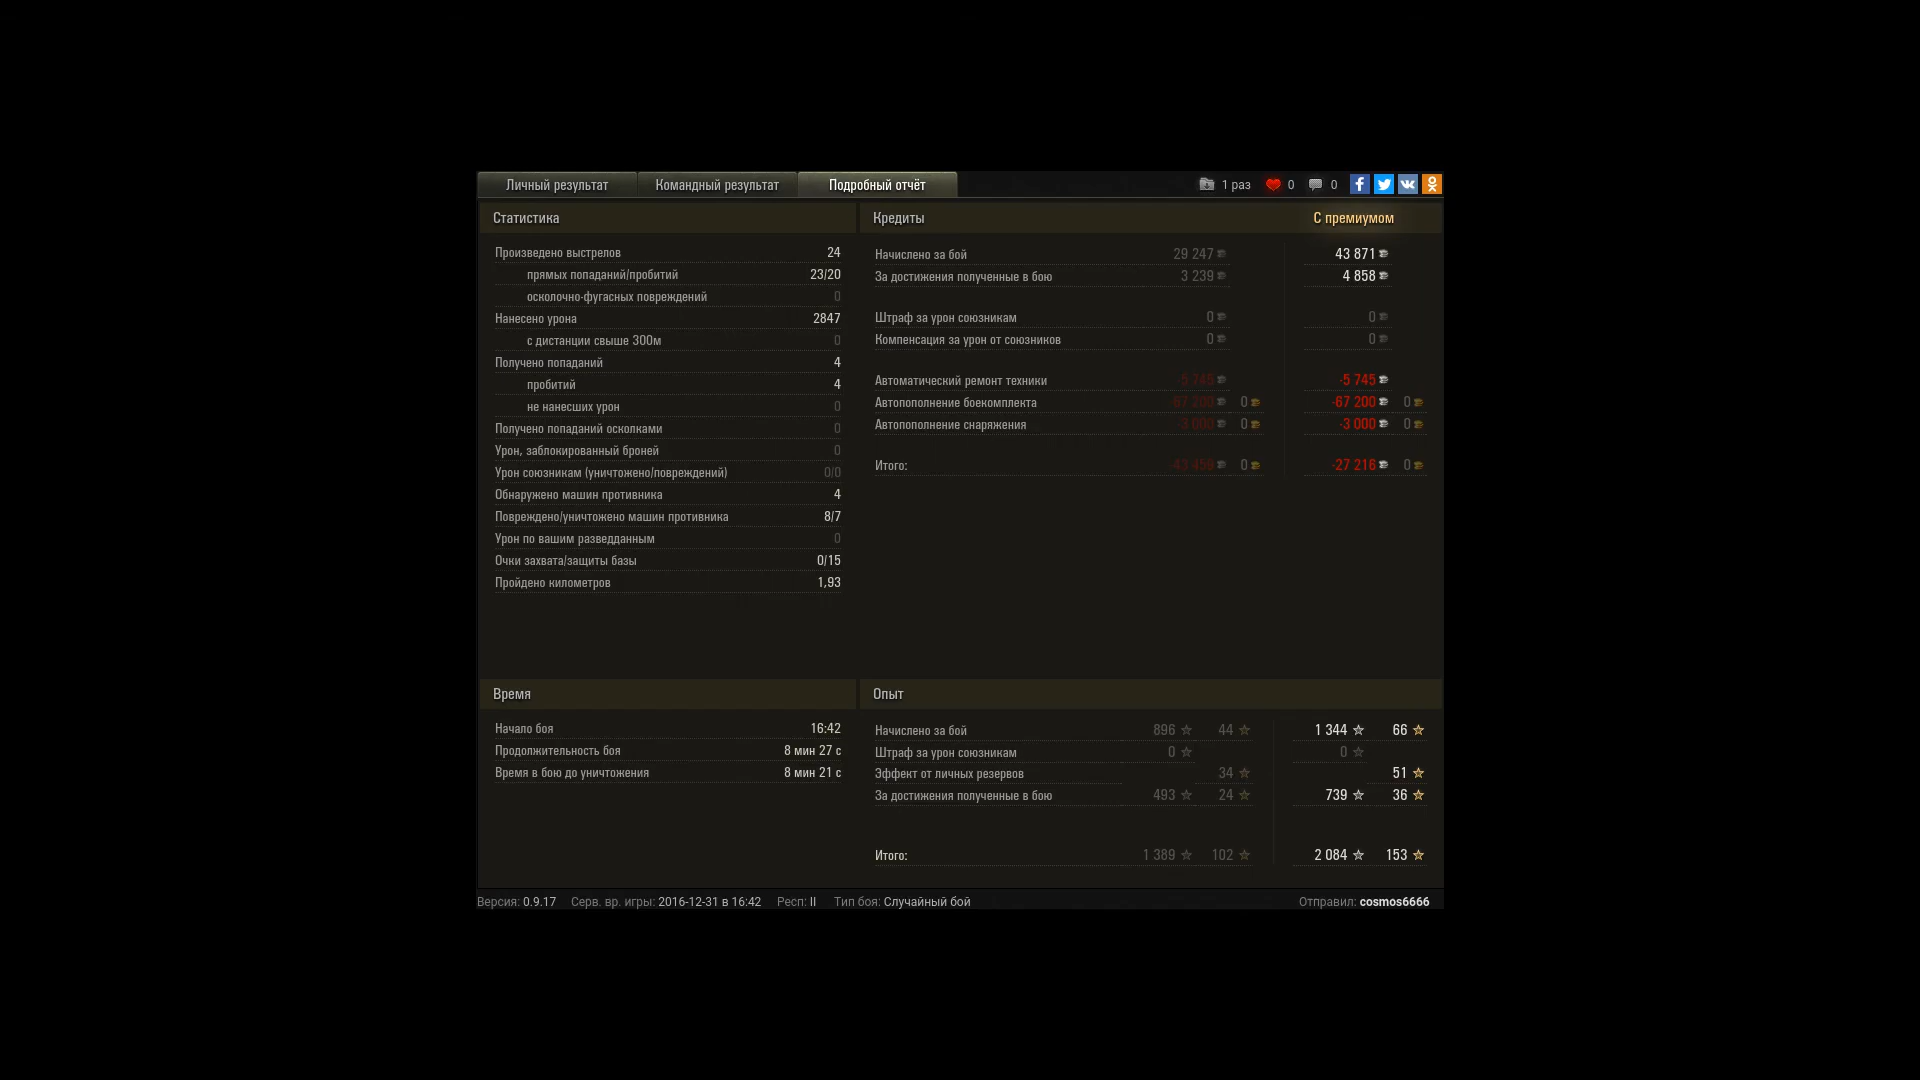 Личный результат Командный результат Подробный отчёт 1 раз 0 0
Статистика
Произведено выстрелов 24
прямых попаданий/пробитий 23/20
осколочно-фугасных повреждений 0
Нанесено урона 2847
с дистанции свыше 300м 0
Получено попаданий 4
пробитий 4
не нанесших урон 0
Получено попаданий осколками 0
Урон, заблокированный броней 0
Урон союзникам (уничтожено/повреждений) 0/0
Обнаружено машин противника 4
Повреждено/уничтожено машин противника 8/7
Урон по вашим разведданным 0
Очки захвата/защиты базы 0/15
Пройдено километров 1,93
Кредиты С премиумом
Начислено за бой 29 247 43 871
За достижения полученные в бою 3 239 4 858
Штраф за урон союзникам 0 0
Компенсация за урон от союзников 0 0
Автоматический ремонт техники -5 745 -5 745
Автопополнение боекомплекта -67 200 0 -67 200 0
Автопополнение снаряжения -3 000 0 -3 000 0
Итого: -43 459 0 -27 216 0
Время
Начало боя 16:42
Продолжительность боя 8 мин 27 с
Время в бою до уничтожения 8 мин 21 с
Опыт
Начислено за бой 896 44 1 344 66
Штраф за урон союзникам 0 0
Эффект от личных резервов 34 51
За достижения полученные в бою 493 24 739 36
Итого: 1 389 102 2 084 153
Версия: 0.9.17 Серв. вр. игры: 2016-12-31 в 16:42 Респ: II Тип боя: Случайный бой Отправил: cosmos6666